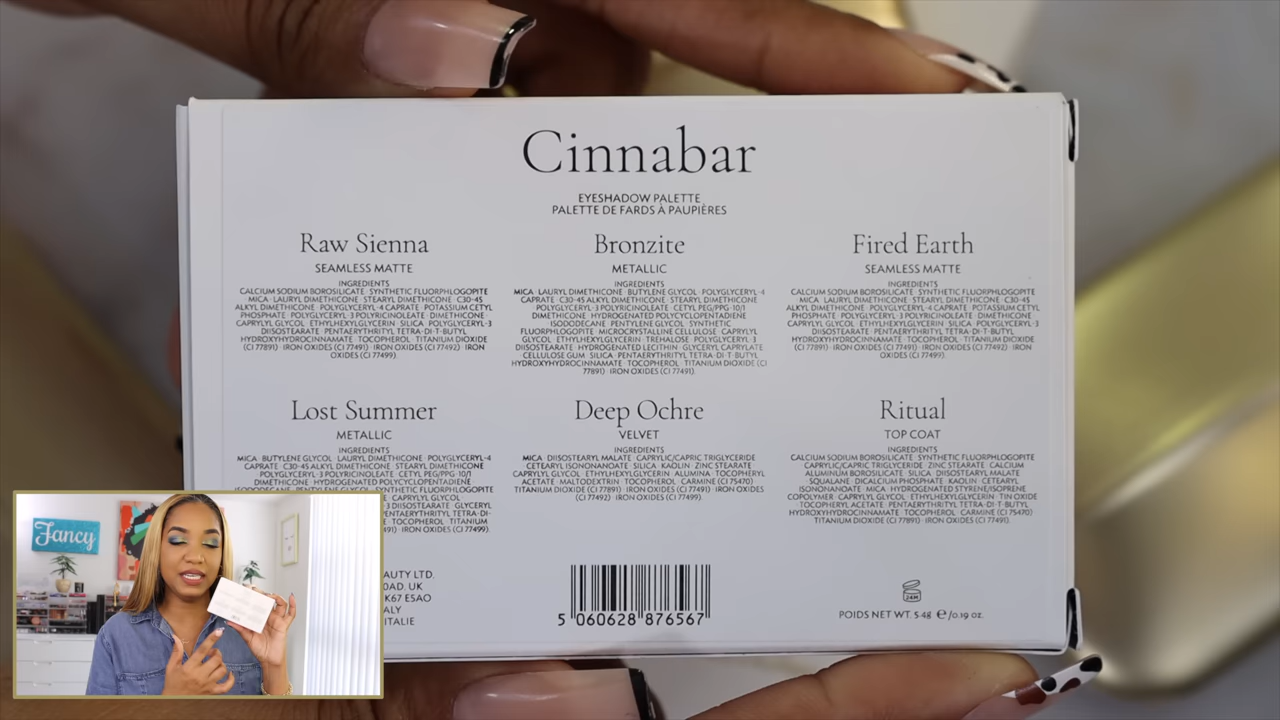 Cinnabar
EYESHADOW PALETTE
PALETTE DE FARDS À PAUPIÈRES
Raw Sienna
SEAMLESS MATTE
INGREDIENTS
CALCIUM SODIUM BOROSILICATE · SYNTHETIC FLUORPHLOGOPITE
MICA · LAURYL DIMETHICONE · STEARYL DIMETHICONE · C30-45
ALKYL DIMETHICONE · POLYGLYCERYL-4 CAPRATE · POTASSIUM CETYL
PHOSPHATE · POLYGLYCERYL-3 POLYRICINOLEATE · DIMETHICONE ·
CAPRYLYL GLYCOL · ETHYLHEXYLGLYCERIN · SILICA · POLYGLYCERYL-3
DIISOSTEARATE · PENTAERYTHRITYL TETRA-DI-T-BUTYL
HYDROXYHYDROCINNAMATE · TOCOPHEROL · TITANIUM DIOXIDE
(CI 77891) · IRON OXIDES (CI 77491) · IRON OXIDES (CI 77492) · IRON
OXIDES (CI 77499).
Bronzite
METALLIC
INGREDIENTS
MICA · LAURYL DIMETHICONE · BUTYLENE GLYCOL · POLYGLYCERYL-4
CAPRATE · C30-45 ALKYL DIMETHICONE · STEARYL DIMETHICONE
POLYGLYCERYL-3 POLYRICINOLEATE · CETYL PEG/PPG-10/1
DIMETHICONE · HYDROGENATED POLYCYCLOPENTADIENE
ISODODECANE · PENTYLENE GLYCOL · SYNTHETIC
FLUORPHLOGOPITE · MICROCRYSTALLINE CELLULOSE · CAPRYLYL
GLYCOL · ETHYLHEXYLGLYCERIN · TREHALOSE · POLYGLYCERYL-3
DIISOSTEARATE · HYDROGENATED LECITHIN · GLYCERYL CAPRYLATE
CELLULOSE GUM · SILICA · PENTAERYTHRITYL TETRA-DI-T-BUTYL
HYDROXYHYDROCINNAMATE · TOCOPHEROL · TITANIUM DIOXIDE (CI
77891) · IRON OXIDES (CI 77491).
Fired Earth
SEAMLESS MATTE
INGREDIENTS
CALCIUM SODIUM BOROSILICATE · SYNTHETIC FLUORPHLOGOPITE
MICA · LAURYL DIMETHICONE · STEARYL DIMETHICONE · C30-45
ALKYL DIMETHICONE · POLYGLYCERYL-4 CAPRATE · POTASSIUM CETYL
PHOSPHATE · POLYGLYCERYL-3 POLYRICINOLEATE · DIMETHICONE ·
CAPRYLYL GLYCOL · ETHYLHEXYLGLYCERIN · SILICA · POLYGLYCERYL-3
DIISOSTEARATE · PENTAERYTHRITYL TETRA-DI-T-BUTYL
HYDROXYHYDROCINNAMATE · TOCOPHEROL · TITANIUM DIOXIDE
(CI 77891) · IRON OXIDES (CI 77491) · IRON OXIDES (CI 77492) · IRON
OXIDES (CI 77499).
Lost Summer
METALLIC
INGREDIENTS
MICA · BUTYLENE GLYCOL · LAURYL DIMETHICONE · POLYGLYCERYL-4
CAPRATE · C30-45 ALKYL DIMETHICONE · STEARYL DIMETHICONE
POLYGLYCERYL-3 POLYRICINOLEATE · CETYL PEG/PPG-10/1
DIMETHICONE · HYDROGENATED POLYCYCLOPENTADIENE
ISODODECANE · PENTYLENE GLYCOL · SYNTHETIC FLUORPHLOGOPITE
CAPRYLYL GLYCOL
DIISOSTEARATE · GLYCERYL
PENTAERYTHRITYL TETRA-DI-
TOCOPHEROL · TITANIUM
IRON OXIDES (CI 77499).
Deep Ochre
VELVET
INGREDIENTS
MICA · DIISOSTEARYL MALATE · CAPRYLIC/CAPRIC TRIGLYCERIDE
CETEARYL ISONONANOATE · SILICA · KAOLIN · ZINC STEARATE
CAPRYLYL GLYCOL · ETHYLHEXYLGLYCERIN · ALUMINA · TOCOPHERYL
ACETATE · MALTODEXTRIN · TOCOPHEROL · CARMINE (CI 75470)
TITANIUM DIOXIDE (CI 77891) · IRON OXIDES (CI 77491) · IRON OXIDES
(CI 77492) · IRON OXIDES (CI 77499).
Ritual
TOP COAT
INGREDIENTS
CALCIUM SODIUM BOROSILICATE · SYNTHETIC FLUORPHLOGOPITE
CAPRYLIC/CAPRIC TRIGLYCERIDE · ZINC STEARATE · CALCIUM
ALUMINUM BOROSILICATE · SILICA · DIISOSTEARYL MALATE
SQUALANE · DICALCIUM PHOSPHATE · KAOLIN · CETEARYL
ISONONANOATE · MICA · HYDROGENATED STYRENE/ISOPRENE
COPOLYMER · CAPRYLYL GLYCOL · ETHYLHEXYLGLYCERIN · TIN OXIDE
TOCOPHERYL ACETATE · PENTAERYTHRITYL TETRA-DI-T-BUTYL
HYDROXYHYDROCINNAMATE · TOCOPHEROL · CARMINE (CI 75470)
TITANIUM DIOXIDE (CI 77891) · IRON OXIDES (CI 77491).
Fancy
AUTY LTD.
0AD. UK
K67 E5A0
ALY
ITALIE
5 060628 876567
24M
POIDS NET WT. 5.4g ℮/0.19 oz.